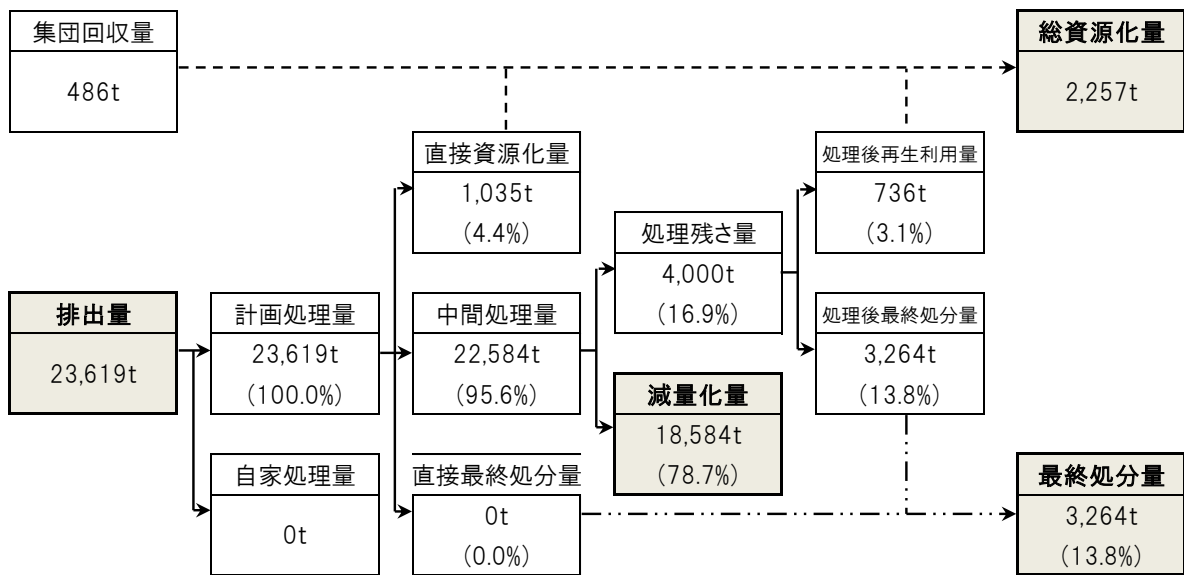 集団回収量
486t
総資源化量
2,257t
直接資源化量
1,035t
(4.4%)
処理後再生利用量
736t
(3.1%)
処理残さ量
4,000t
(16.9%)
排出量
23,619t
計画処理量
23,619t
(100.0%)
中間処理量
22,584t
(95.6%)
処理後最終処分量
3,264t
(13.8%)
減量化量
18,584t
(78.7%)
自家処理量
0t
直接最終処分量
0t
(0.0%)
最終処分量
3,264t
(13.8%)